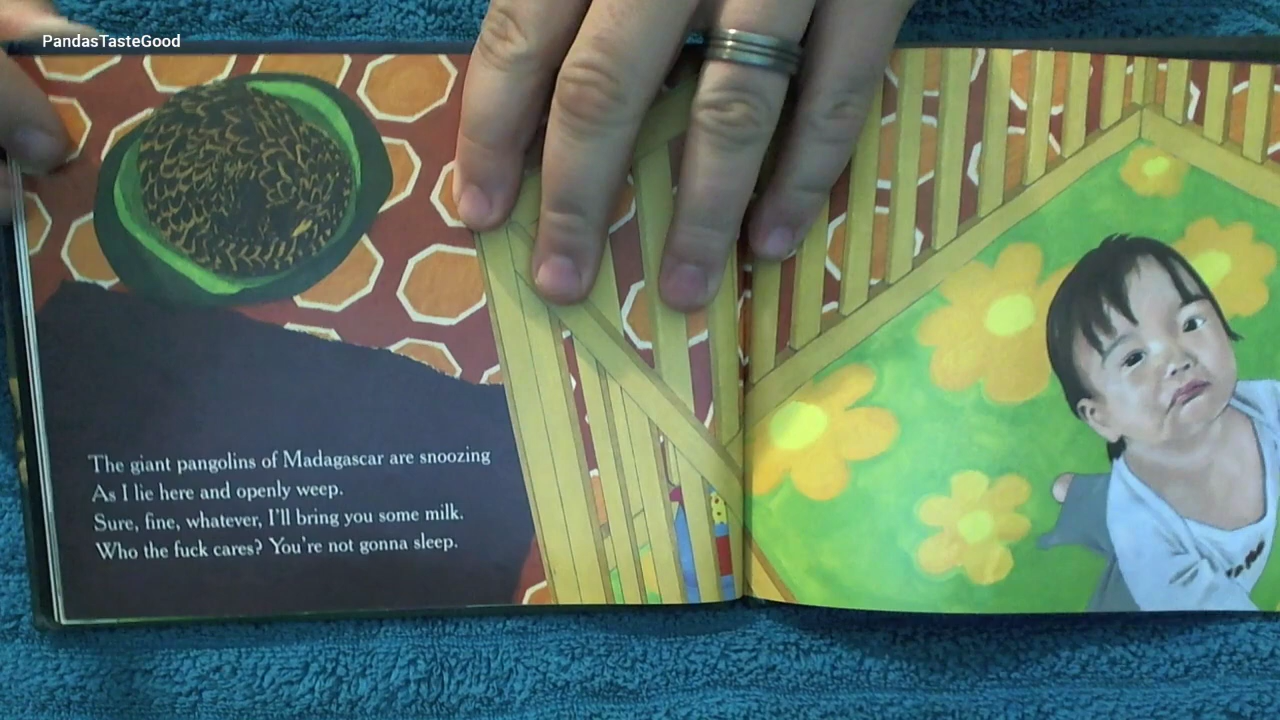 PandasTasteGood
The giant pangolins of Madagascar are snoozing
As I lie here and openly weep.
Sure, fine, whatever, I'll bring you some milk.
Who the fuck cares? You're not gonna sleep.